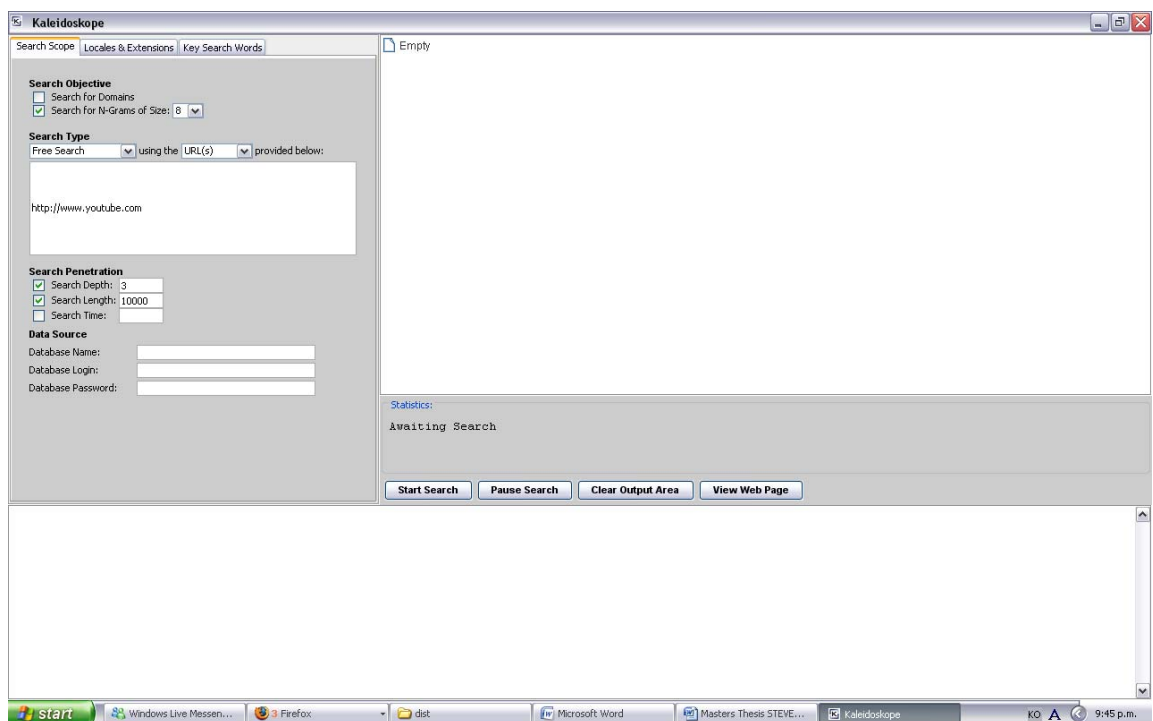 Kaleidoskope
Search Scope Locales & Extensions Key Search Words
Search Objective
Search for Domains
Search for N-Grams of Size: 8
Search Type
Free Search using the URL(s) provided below:
http://www.youtube.com
Search Penetration
Search Depth: 3
Search Length: 10000
Search Time:
Data Source
Database Name:
Database Login:
Database Password:
Empty
Statistics:
Awaiting Search
Start Search Pause Search Clear Output Area View Web Page
start Windows Live Messen... 3 Firefox dist Microsoft Word Masters Thesis STEVE... Kaleidoskope KO A 9:45 p.m.